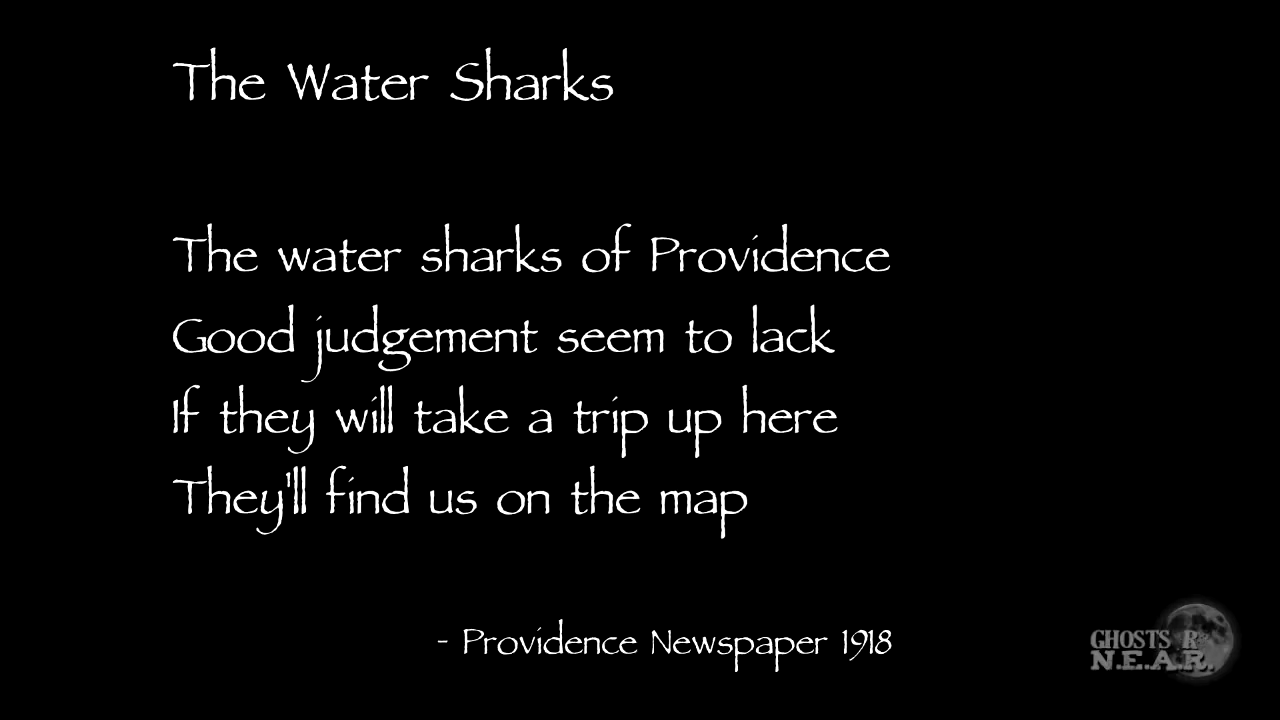 The Water Sharks
The water sharks of Providence
Good judgement seem to lack
If they will take a trip up here
They'll find us on the map
- Providence Newspaper 1918
GHOSTS R
N.E.A.R.